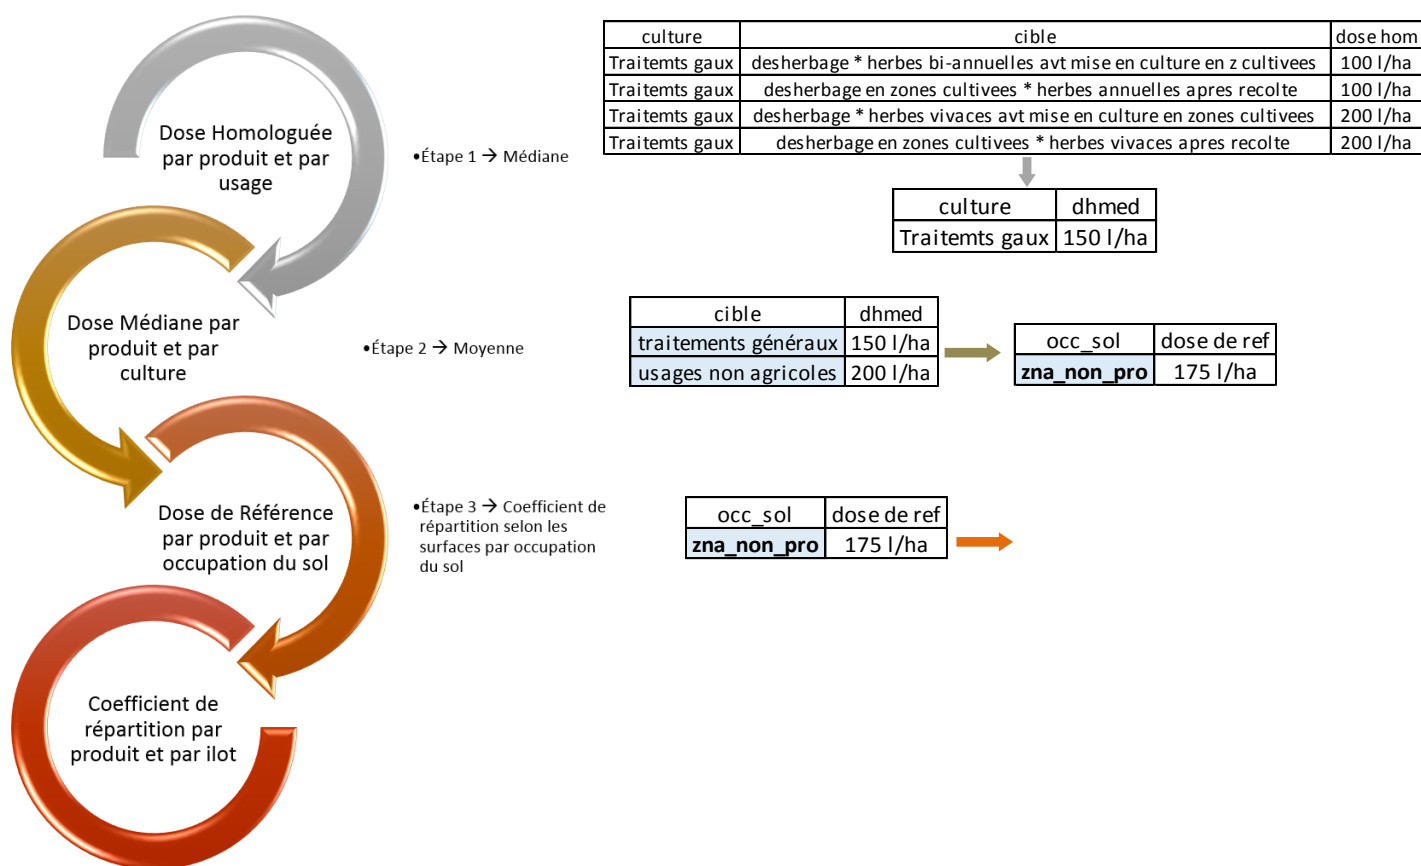 culture cible dose hom
Traitemts gaux desherbage * herbes bi-annuelles avt mise en culture en z cultivees 100 l/ha
Traitemts gaux desherbage en zones cultivees * herbes annuelles apres recolte 100 l/ha
Traitemts gaux desherbage * herbes vivaces avt mise en culture en zones cultivees 200 l/ha
Traitemts gaux desherbage en zones cultivees * herbes vivaces apres recolte 200 l/ha
Dose Homologuée
par produit et par
usage
•Étape 1 → Médiane
culture dhmed
Traitemts gaux 150 l/ha
Dose Médiane par
produit et par
culture
•Étape 2 → Moyenne
cible dhmed
traitements généraux 150 l/ha
usages non agricoles 200 l/ha
occ_sol dose de ref
zna_non_pro 175 l/ha
Dose de Référence
par produit et par
occupation du sol
•Étape 3 → Coefficient de
répartition selon les
surfaces par occupation
du sol
occ_sol dose de ref
zna_non_pro 175 l/ha
Coefficient de
répartition par
produit et par ilot